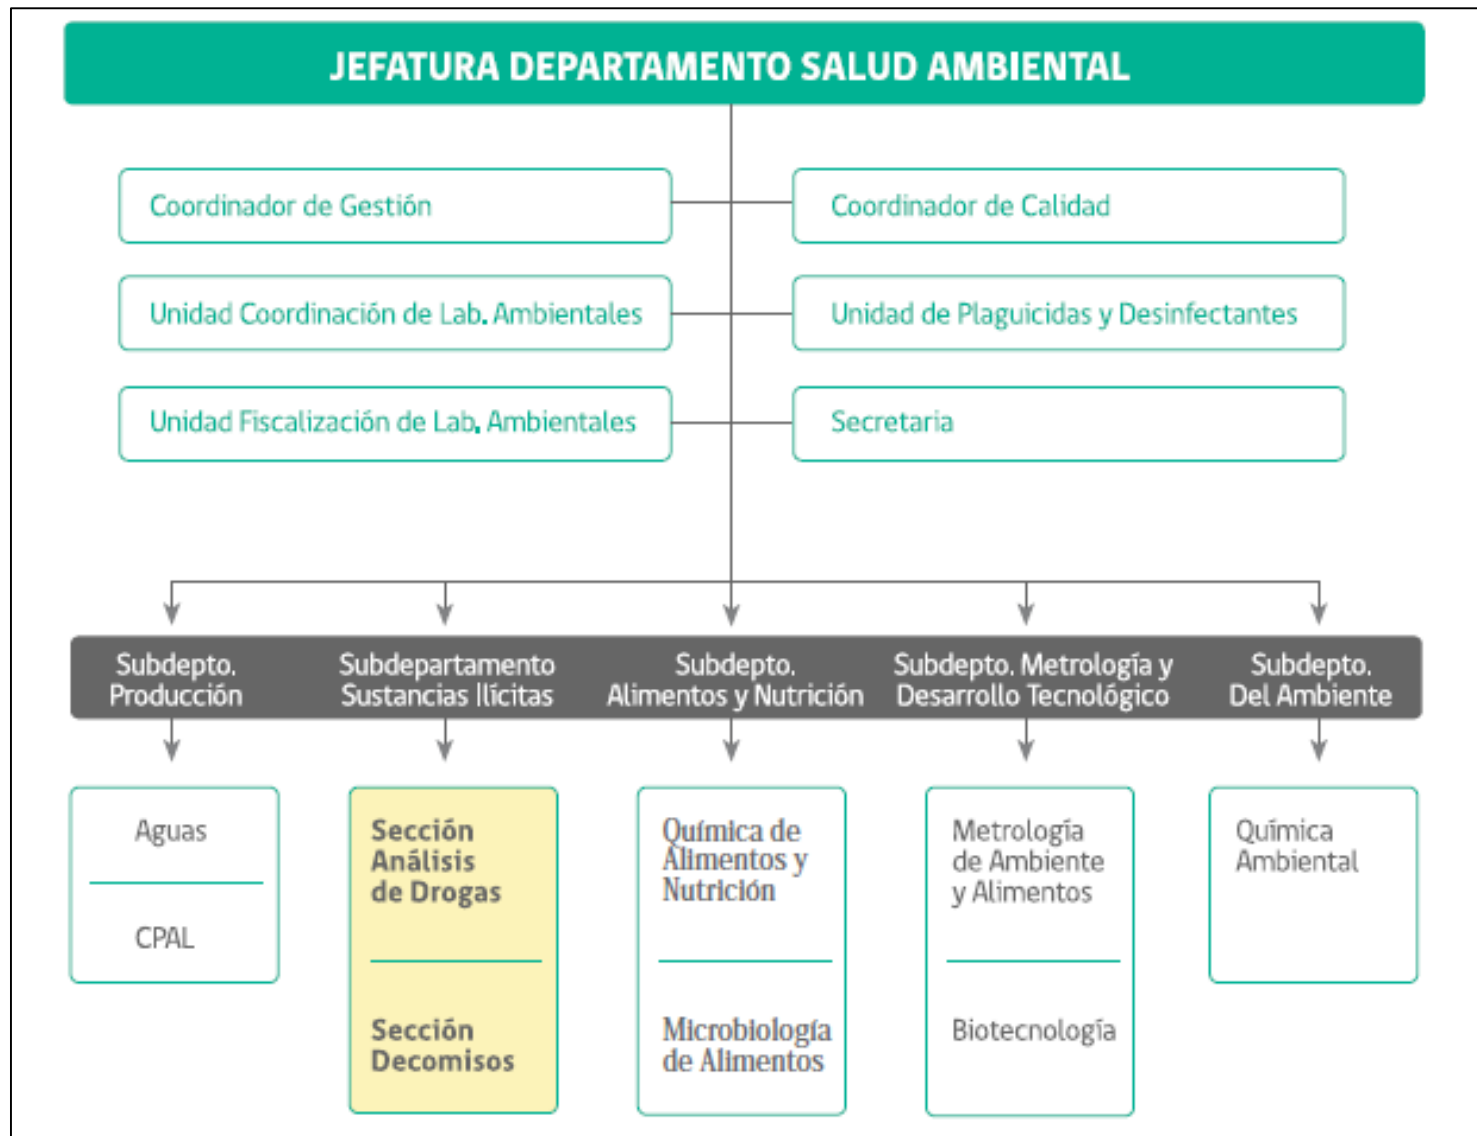 JEFATURA DEPARTAMENTO SALUD AMBIENTAL
Coordinador de Gestión
Coordinador de Calidad
Unidad Coordinación de Lab. Ambientales
Unidad de Plaguicidas y Desinfectantes
Unidad Fiscalización de Lab. Ambientales
Secretaria
Subdepto.
Producción
Subdepartamento
Sustancias Ilícitas
Subdepto.
Alimentos y Nutrición
Subdepto. Metrología y
Desarrollo Tecnológico
Subdepto.
Del Ambiente
Aguas
CPAL
Sección
Análisis
de Drogas
Sección
Decomisos
Química de
Alimentos y
Nutrición
Microbiología
de Alimentos
Metrología
de Ambiente
y Alimentos
Biotecnología
Química
Ambiental